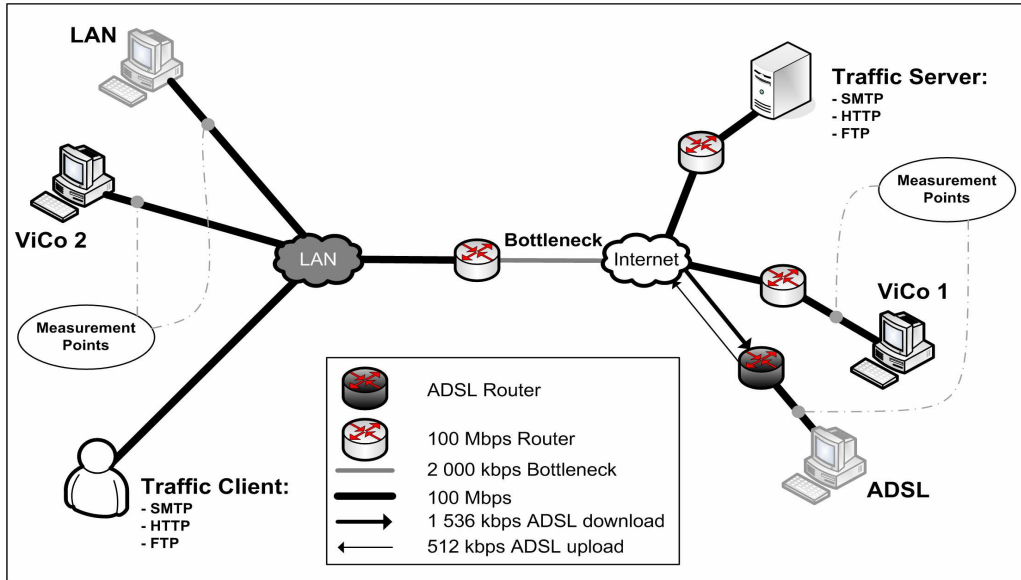 LAN
ViCo 2
Measurement
Points
Traffic Client:
- SMTP
- HTTP
- FTP
LAN
Bottleneck
Internet
Traffic Server:
- SMTP
- HTTP
- FTP
Measurement
Points
ViCo 1
ADSL
ADSL Router
100 Mbps Router
2 000 kbps Bottleneck
100 Mbps
1 536 kbps ADSL download
512 kbps ADSL upload